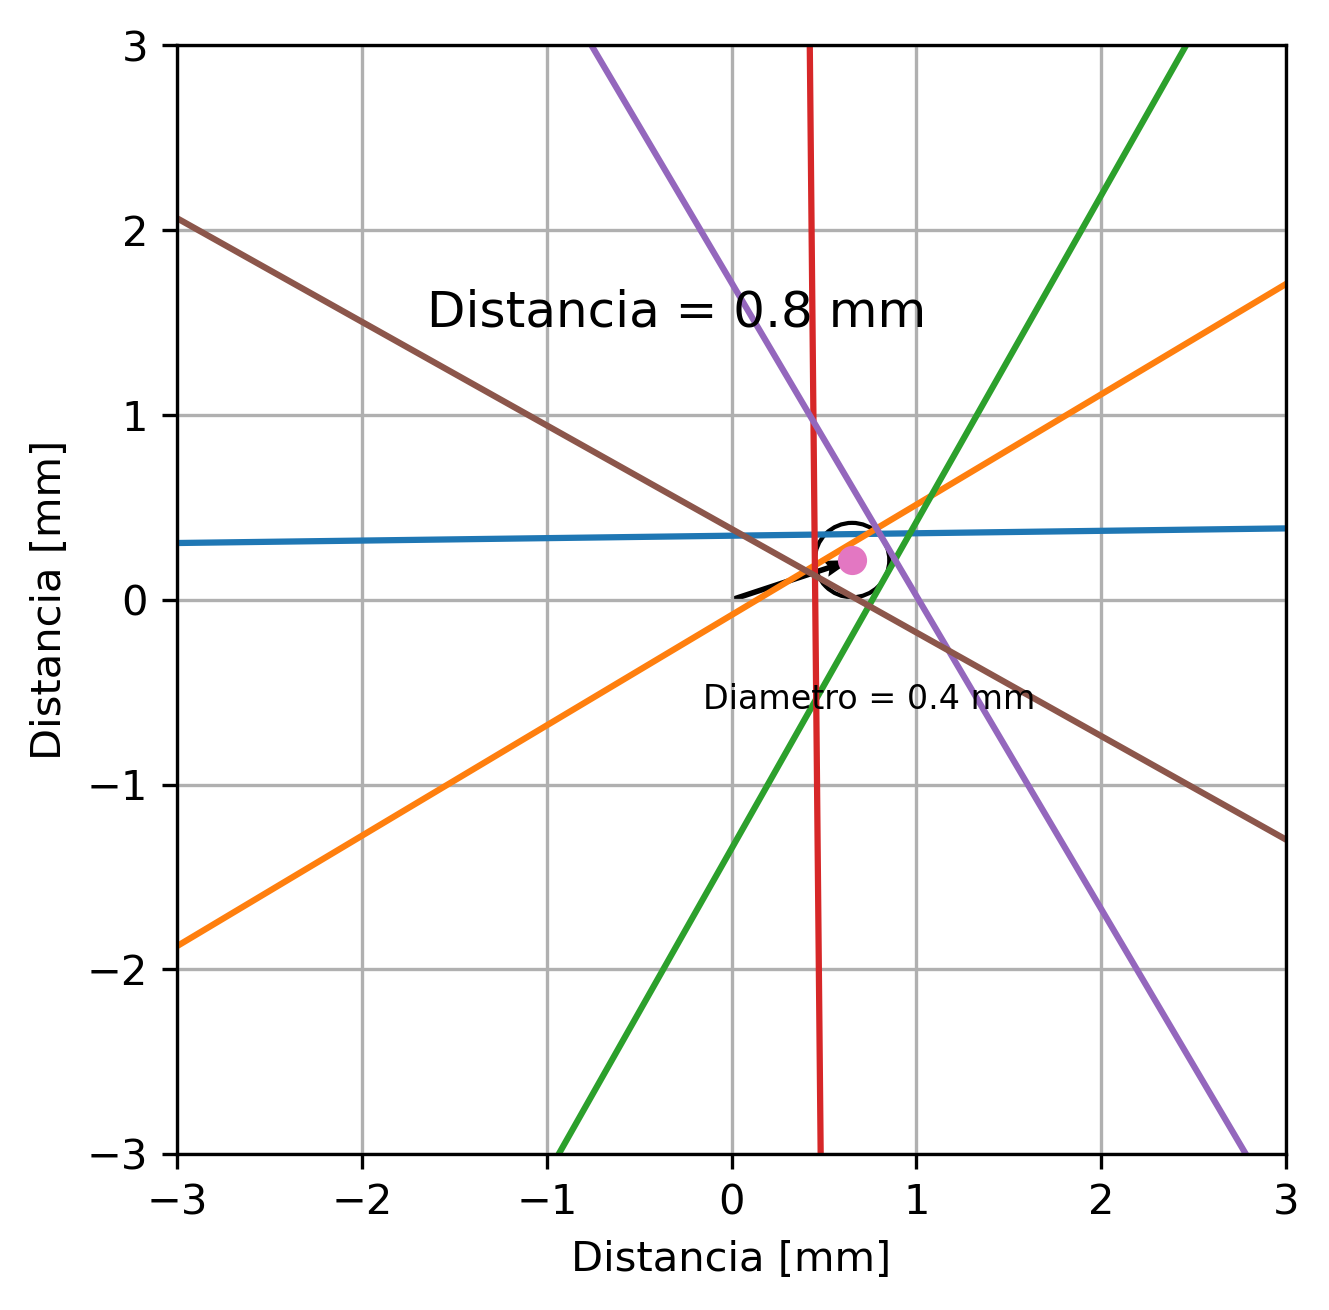 3
2
1
0
−1
−2
−3
Distancia [mm]
Distancia = 0.8 mm
Diametro = 0.4 mm
−3 −2 −1 0 1 2 3
Distancia [mm]